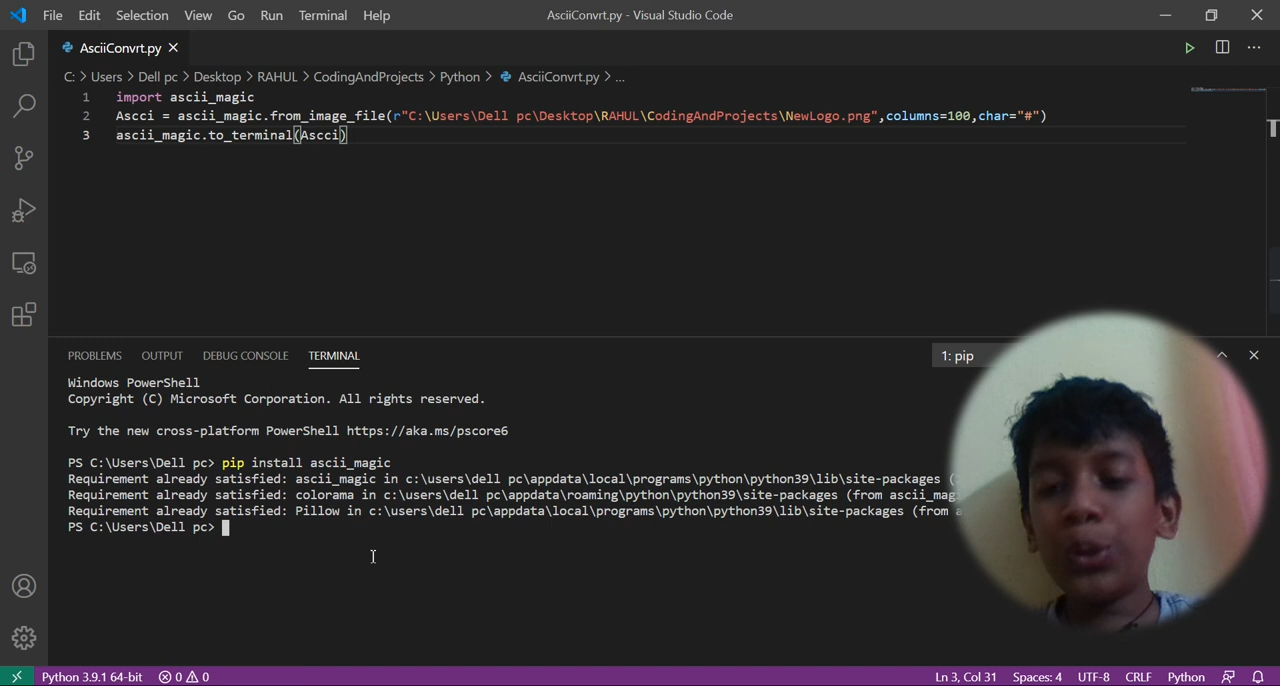 File Edit Selection View Go Run Terminal Help AsciiConvrt.py - Visual Studio Code
AsciiConvrt.py
C: > Users > Dell pc > Desktop > RAHUL > CodingAndProjects > Python > AsciiConvrt.py > ...
1 import ascii_magic
2 Ascci = ascii_magic.from_image_file(r"C:\Users\Dell pc\Desktop\RAHUL\CodingAndProjects\NewLogo.png",columns=100,char="#")
3 ascii_magic.to_terminal(Ascci)
PROBLEMS OUTPUT DEBUG CONSOLE TERMINAL 1: pip
Windows PowerShell
Copyright (C) Microsoft Corporation. All rights reserved.
Try the new cross-platform PowerShell https://aka.ms/pscore6
PS C:\Users\Dell pc> pip install ascii_magic
Requirement already satisfied: ascii_magic in c:\users\dell pc\appdata\local\programs\python\python39\lib\site-packages
Requirement already satisfied: colorama in c:\users\dell pc\appdata\roaming\python\python39\site-packages (from
Requirement already satisfied: Pillow in c:\users\dell pc\appdata\local\programs\python\python39\lib\site-packages (from
PS C:\Users\Dell pc>
Python 3.9.1 64-bit 0 0 Ln 3, Col 31 Spaces: 4 UTF-8 CRLF Python